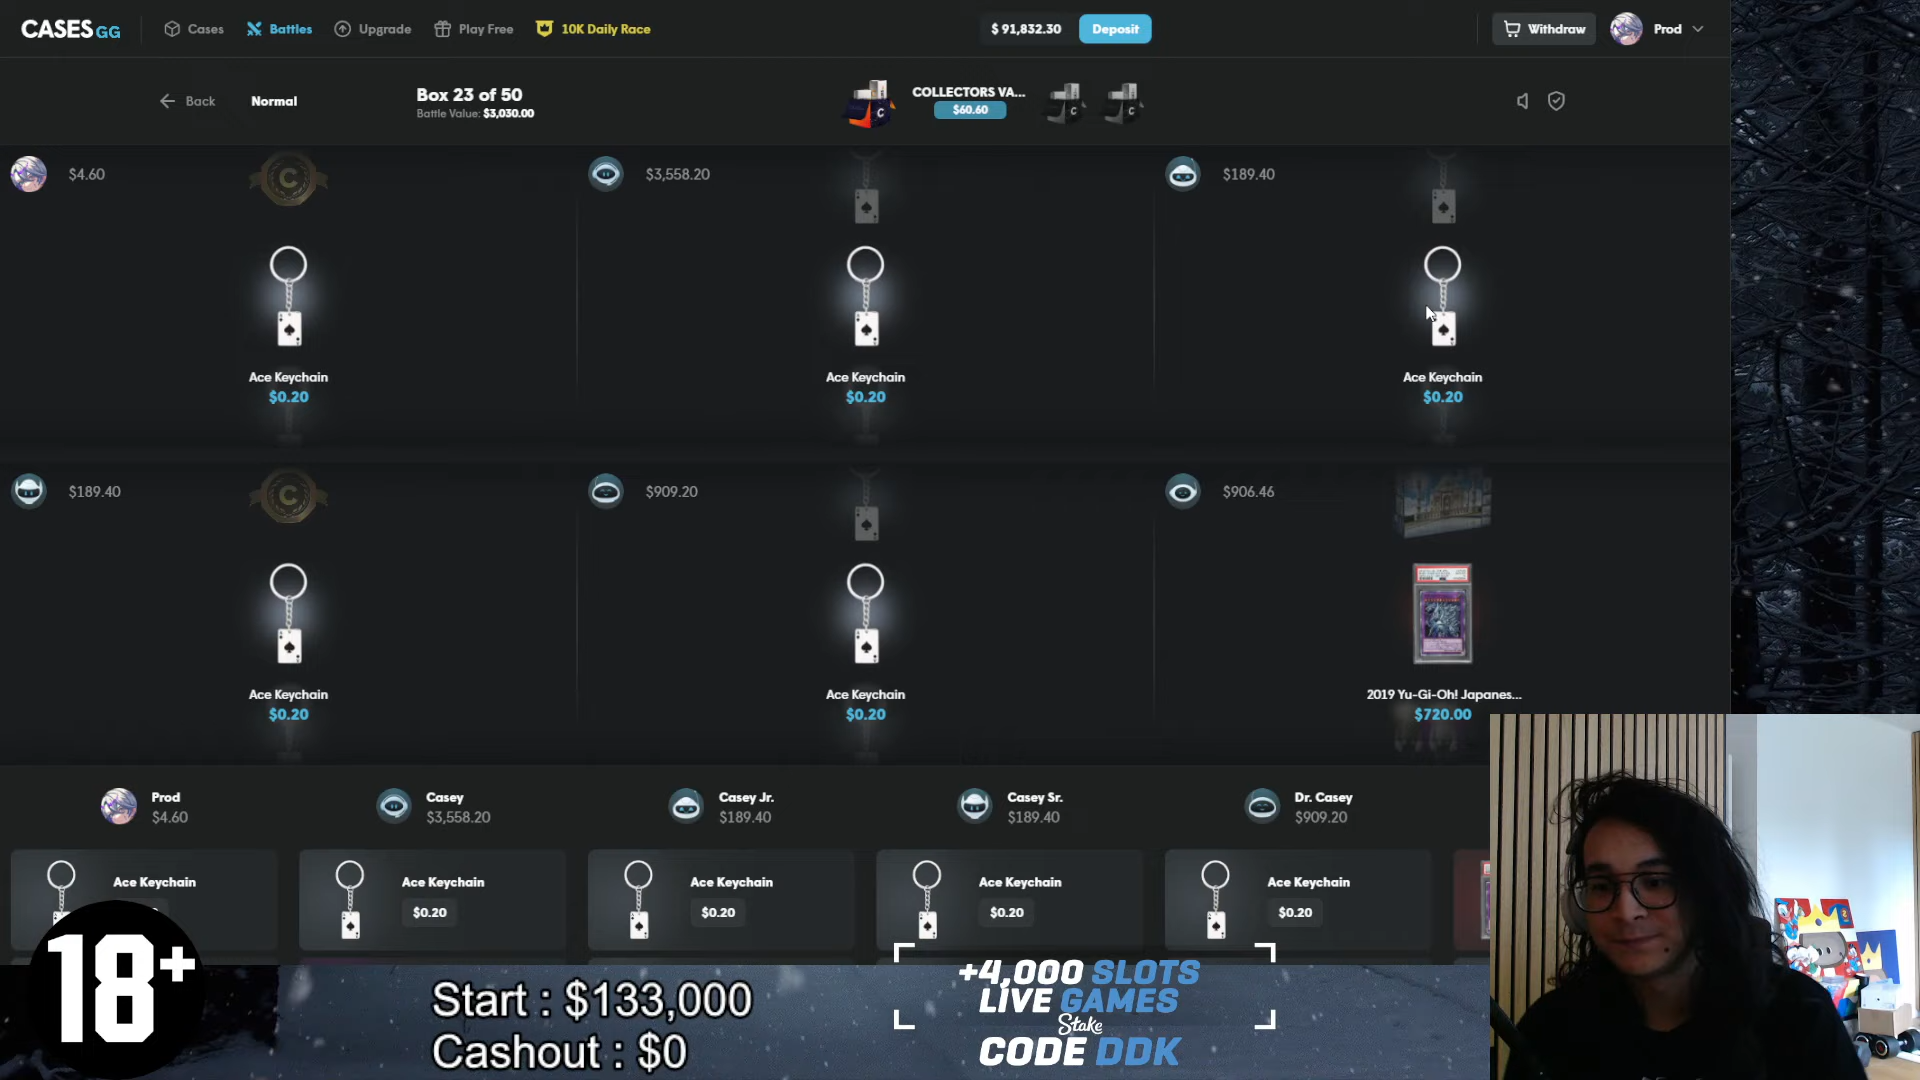 CASES GG
Cases
Battles
Upgrade
Play Free
10K Daily Race
$ 91,832.30
Deposit
Withdraw
Prod
Back
Normal
Box 23 of 50
Battle Value: $3,030.00
COLLECTORS VA...
$60.60
$4.60
$3,558.20
$189.40
Ace Keychain
$0.20
Ace Keychain
$0.20
Ace Keychain
$0.20
$189.40
$909.20
$906.46
Ace Keychain
$0.20
Ace Keychain
$0.20
2019 Yu-Gi-Oh! Japanes...
$720.00
Prod
$4.60
Casey
$3,558.20
Casey Jr.
$189.40
Casey Sr.
$189.40
Dr. Casey
$909.20
Ace Keychain
Ace Keychain
$0.20
Ace Keychain
$0.20
Ace Keychain
$0.20
Ace Keychain
$0.20
18+
Start : $133,000
Cashout : $0
+4,000 SLOTS
LIVE GAMES
Stake
CODE DDK